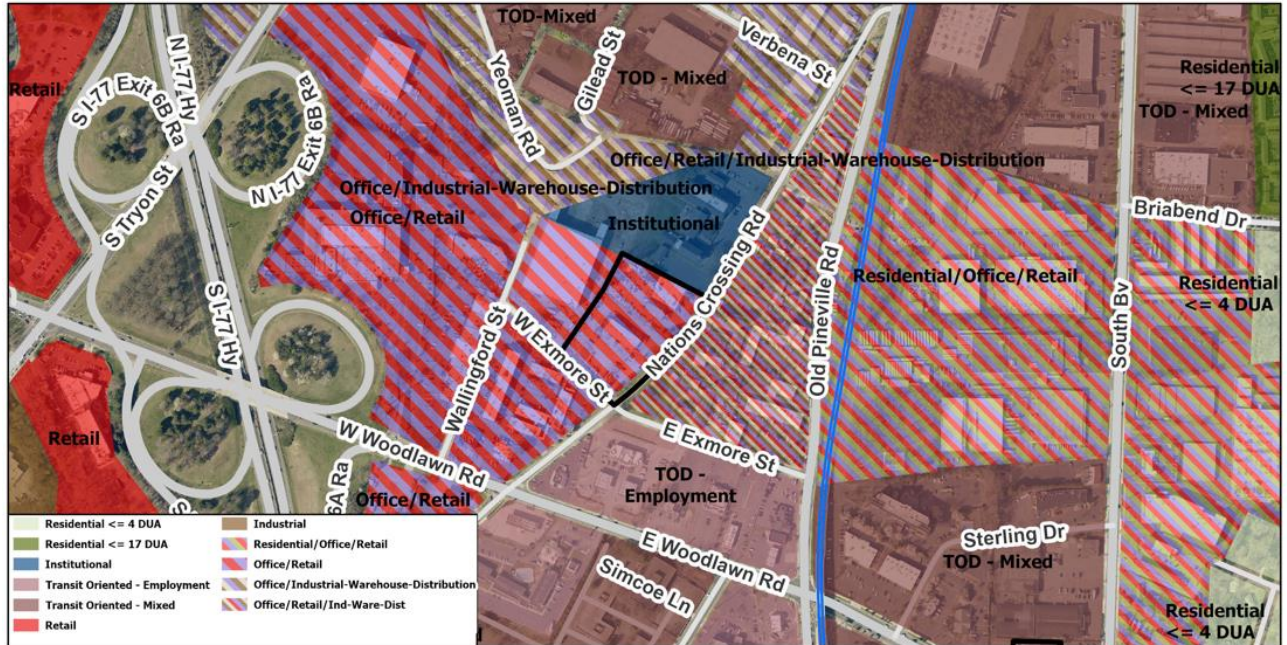 TOD-Mixed
Verbena St
N I-77 Hy
S I-77 Exit 6B Ra
Yeoman Rd
Gilead St
TOD - Mixed
Residential
<= 17 DUA
Retail
TOD - Mixed
N I-77 Exit 6B Ra
Office/Retail/Industrial-Warehouse-Distribution
Office/Industrial-Warehouse-Distribution
S Tryon St
Office/Retail
Institutional
Briabend Dr
Nations Crossing Rd
Old Pineville Rd
Residential/Office/Retail
Residential
<= 4 DUA
S I-77 Hy
Wallingford St
W Exmore St
South Bv
Retail
W Woodlawn Rd
E Exmore St
TOD -
Employment
6A Ra
Office/Retail
E Woodlawn Rd
Sterling Dr
TOD - Mixed
Simcoe Ln
Residential
<= 4 DUA
Residential <= 4 DUA
Residential <= 17 DUA
Institutional
Transit Oriented - Employment
Transit Oriented - Mixed
Retail
Industrial
Residential/Office/Retail
Office/Retail
Office/Industrial-Warehouse-Distribution
Office/Retail/Ind-Ware-Dist